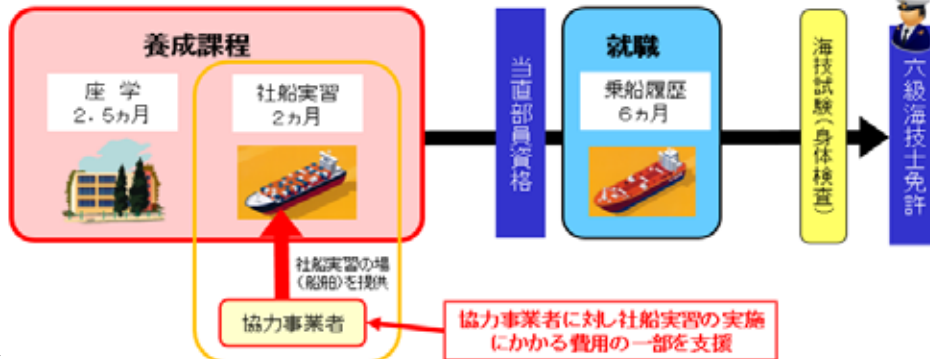 養成課程
座 学
2.5ヵ月
社船実習
2ヵ月
社船実習の場
(船舶)を提供
協力事業者
協力事業者に対し社船実習の実施
にかかる費用の一部を支援
当直部員資格
就職
乗船履歴
6ヵ月
海技試験(身体検査)
六級海技士免許